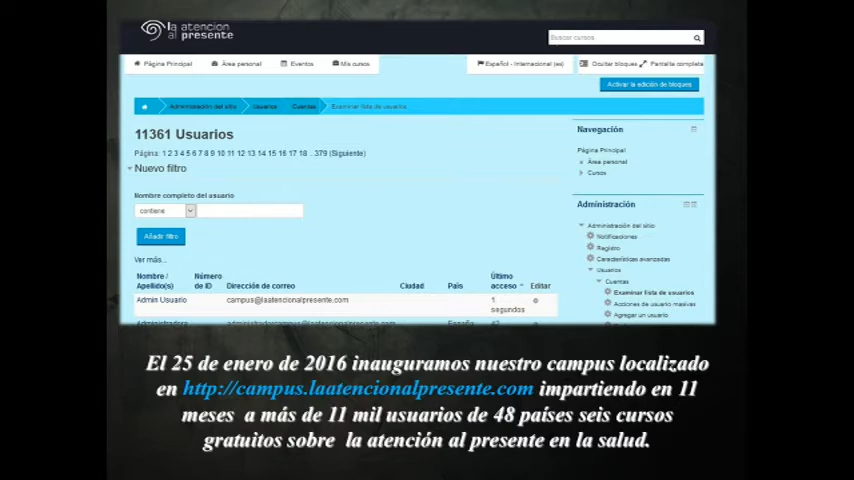 la atencion
al presente
Buscar cursos
Página Principal Área personal Eventos Mis cursos Español - Internacional (es) Ocultar bloques Pantalla completa
Activar la edición de bloques
Administración del sitio Usuarios Cuentas Examinar lista de usuarios
11361 Usuarios
Página: 1 2 3 4 5 6 7 8 9 10 11 12 13 14 15 16 17 18 ...379 (Siguiente)
Nuevo filtro
Nombre completo del usuario
contiene
Añadir filtro
Ver más...
Nombre / Apellido(s) Número de ID Dirección de correo Ciudad País Último acceso Editar
Admin Usuario campus@laatencionalpresente.com 1 segundos
Navegación
Página Principal
Área personal
Cursos
Administración
Administración del sitio
Notificaciones
Registro
Características avanzadas
Usuarios
Cuentas
Examinar lista de usuarios
Acciones de usuario masivas
Agregar un usuario
El 25 de enero de 2016 inauguramos nuestro campus localizado
en http://campus.laatencionalpresente.com impartiendo en 11
meses a más de 11 mil usuarios de 48 países seis cursos
gratuitos sobre la atención al presente en la salud.